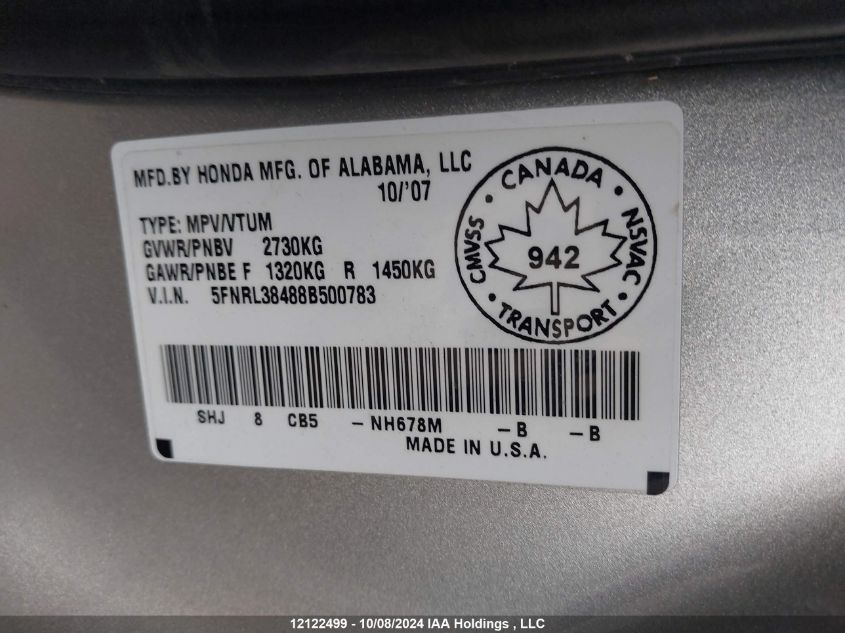 MFD.BY HONDA MFG. OF ALABAMA, LLC
10/'07
TYPE: MPV/VTUM
GVWR/PNBV 2730KG
GAWR/PNBE F 1320KG R 1450KG
V.I.N. 5FNRL38488B500783
CANADA
CMVSS
NSVAC
942
TRANSPORT
SHJ 8 CB5 -NH678M -B -B
MADE IN U.S.A.
12122499 - 10/08/2024 IAA Holdings , LLC